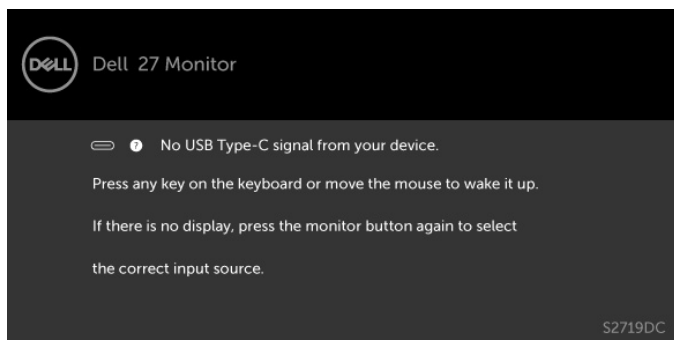 DELL Dell 27 Monitor
? No USB Type-C signal from your device.
Press any key on the keyboard or move the mouse to wake it up.
If there is no display, press the monitor button again to select
the correct input source.
S2719DC